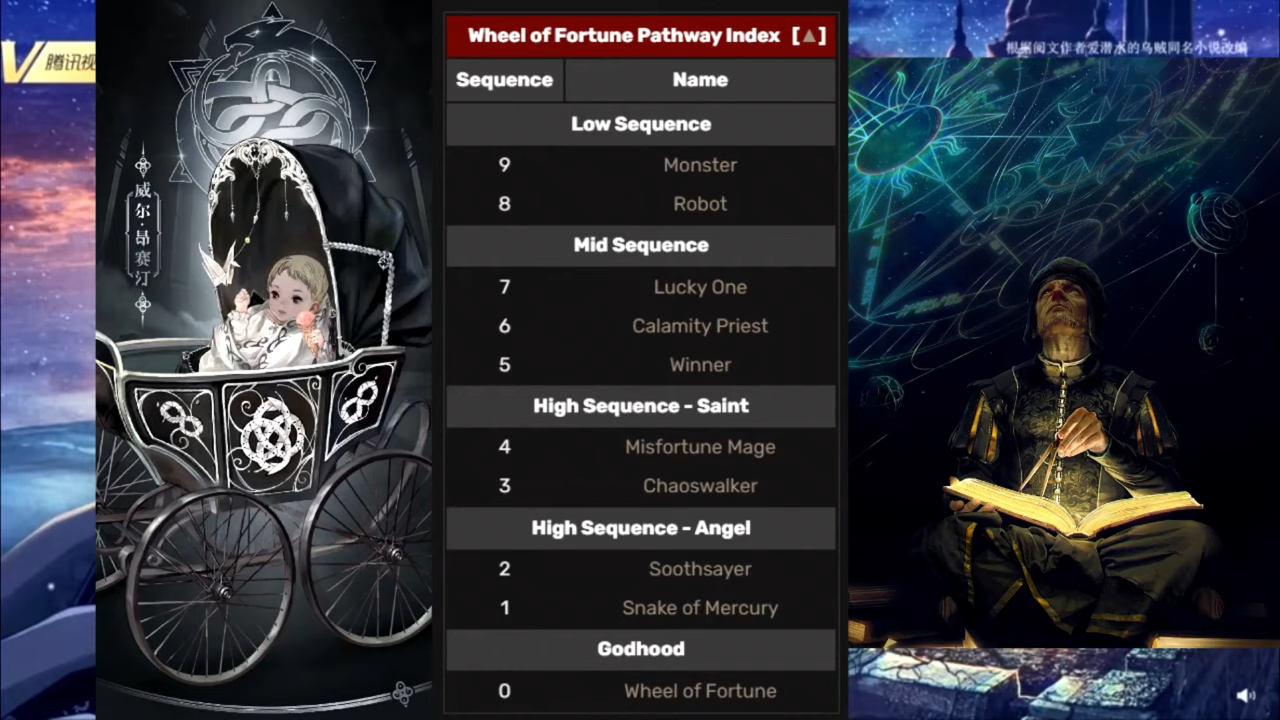 腾讯视
根据阅文作者爱潜水的乌贼同名小说改编
威尔·昂赛汀
Wheel of Fortune Pathway Index [▲]
Sequence Name
Low Sequence
9 Monster
8 Robot
Mid Sequence
7 Lucky One
6 Calamity Priest
5 Winner
High Sequence - Saint
4 Misfortune Mage
3 Chaoswalker
High Sequence - Angel
2 Soothsayer
1 Snake of Mercury
Godhood
0 Wheel of Fortune